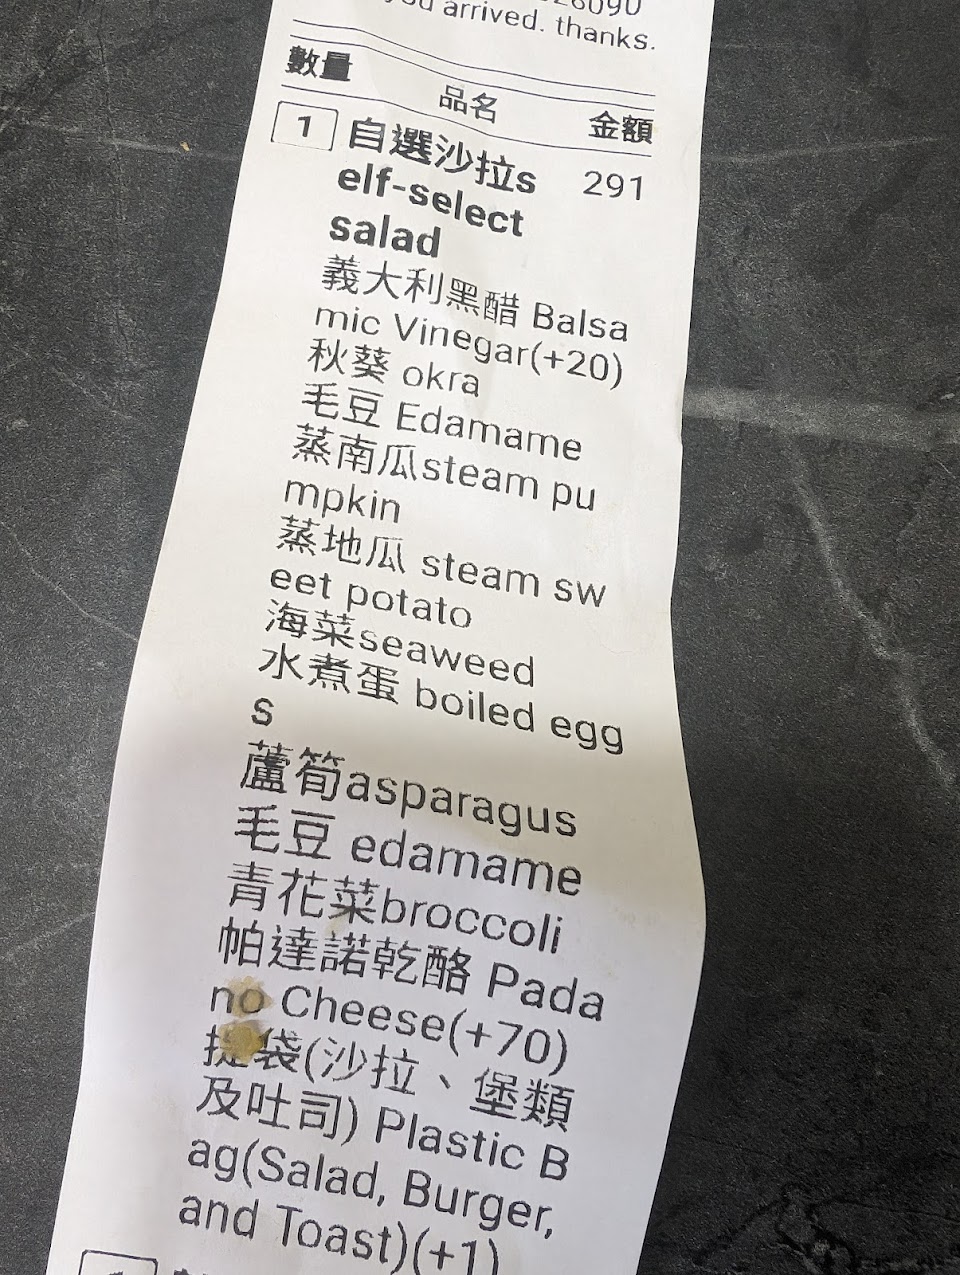 you arrived. thanks.
數量 品名 金額
1 自選沙拉s 291
elf-select
salad
義大利黑醋 Balsa
mic Vinegar(+20)
秋葵 okra
毛豆 Edamame
蒸南瓜steam pu
mpkin
蒸地瓜 steam sw
eet potato
海菜seaweed
水煮蛋 boiled egg
s
蘆筍asparagus
毛豆 edamame
青花菜broccoli
帕達諾乾酪 Pada
no Cheese(+70)
提袋(沙拉、堡類
及吐司) Plastic B
ag(Salad, Burger,
and Toast)(+1)